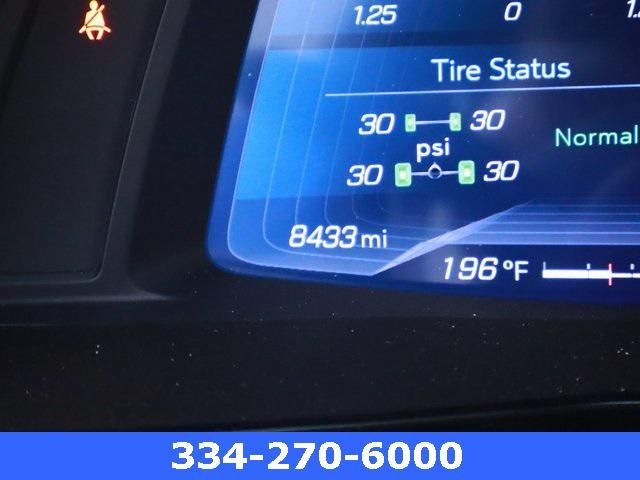 1.25 0
Tire Status
30 30
psi Normal
30 30
8433 mi
196 °F
334-270-6000